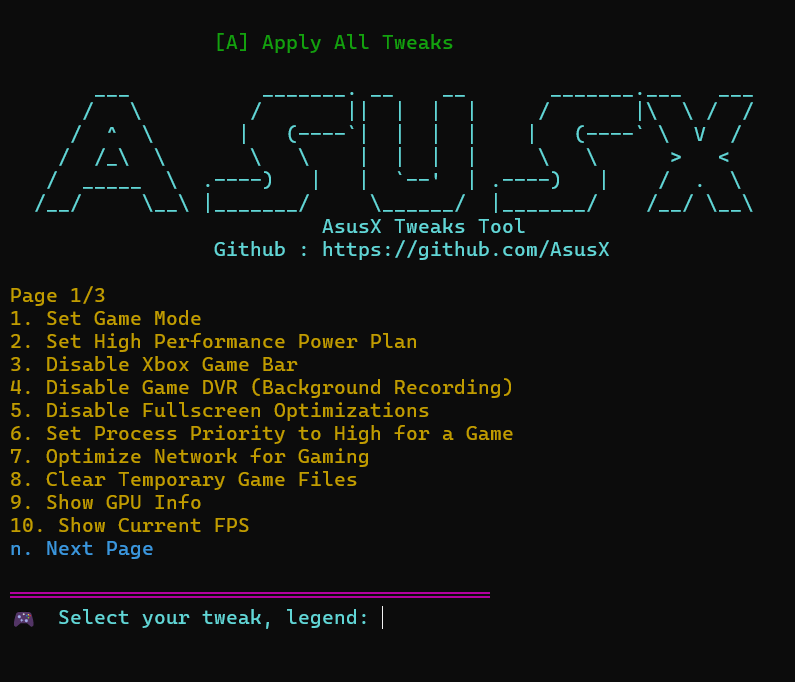 [A] Apply All Tweaks
ASUSX
AsusX Tweaks Tool
Github : https://github.com/AsusX
Page 1/3
1. Set Game Mode
2. Set High Performance Power Plan
3. Disable Xbox Game Bar
4. Disable Game DVR (Background Recording)
5. Disable Fullscreen Optimizations
6. Set Process Priority to High for a Game
7. Optimize Network for Gaming
8. Clear Temporary Game Files
9. Show GPU Info
10. Show Current FPS
n. Next Page
🎮 Select your tweak, legend: